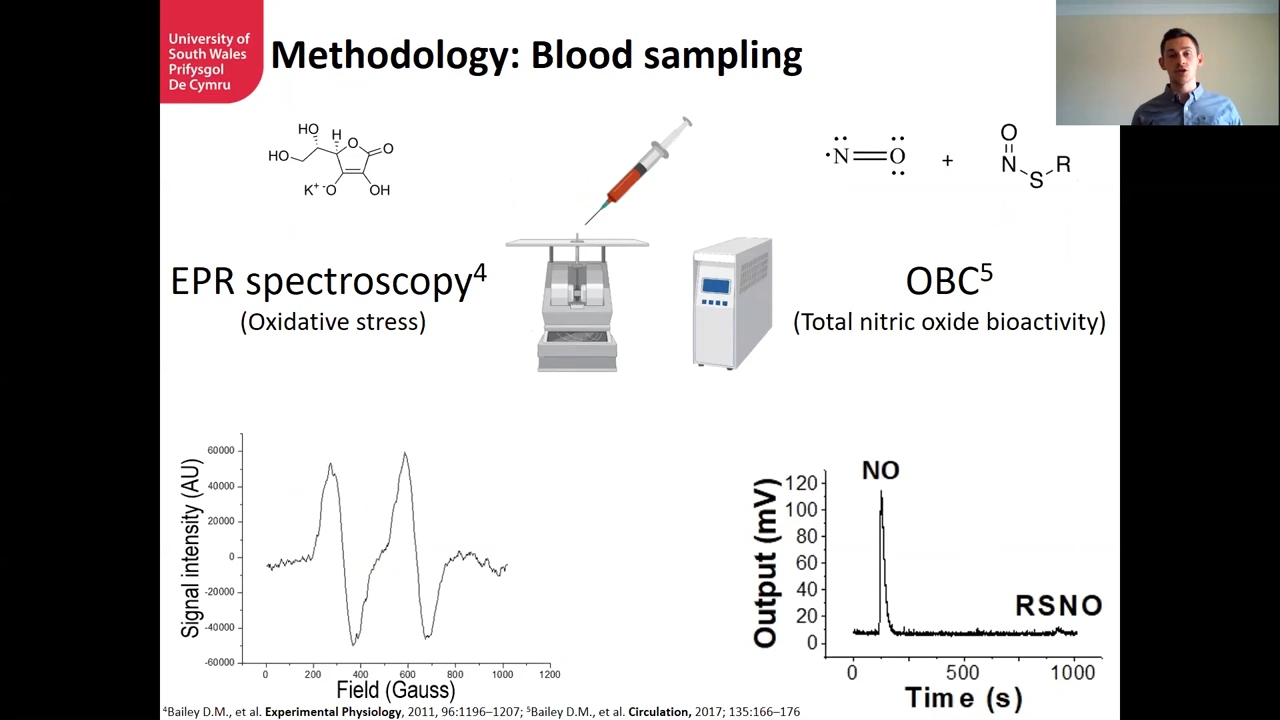 University of
South Wales
Prifysgol
De Cymru
Methodology: Blood sampling
HO
H
HO
O
O
K⁺ ⁻O
OH
·N=O
+
O
N
S
R
EPR spectroscopy⁴
(Oxidative stress)
OBC⁵
(Total nitric oxide bioactivity)
Signal intensity (AU)
60000
40000
20000
0
-20000
-40000
-60000
0 200 400 600 800 1000 1200
Field (Gauss)
Output (mV)
120
100
80
60
40
20
0
NO
RSNO
0 500 1000
Time (s)
⁴Bailey D.M., et al. Experimental Physiology, 2011, 96:1196–1207; ⁵Bailey D.M., et al. Circulation, 2017; 135:166–176